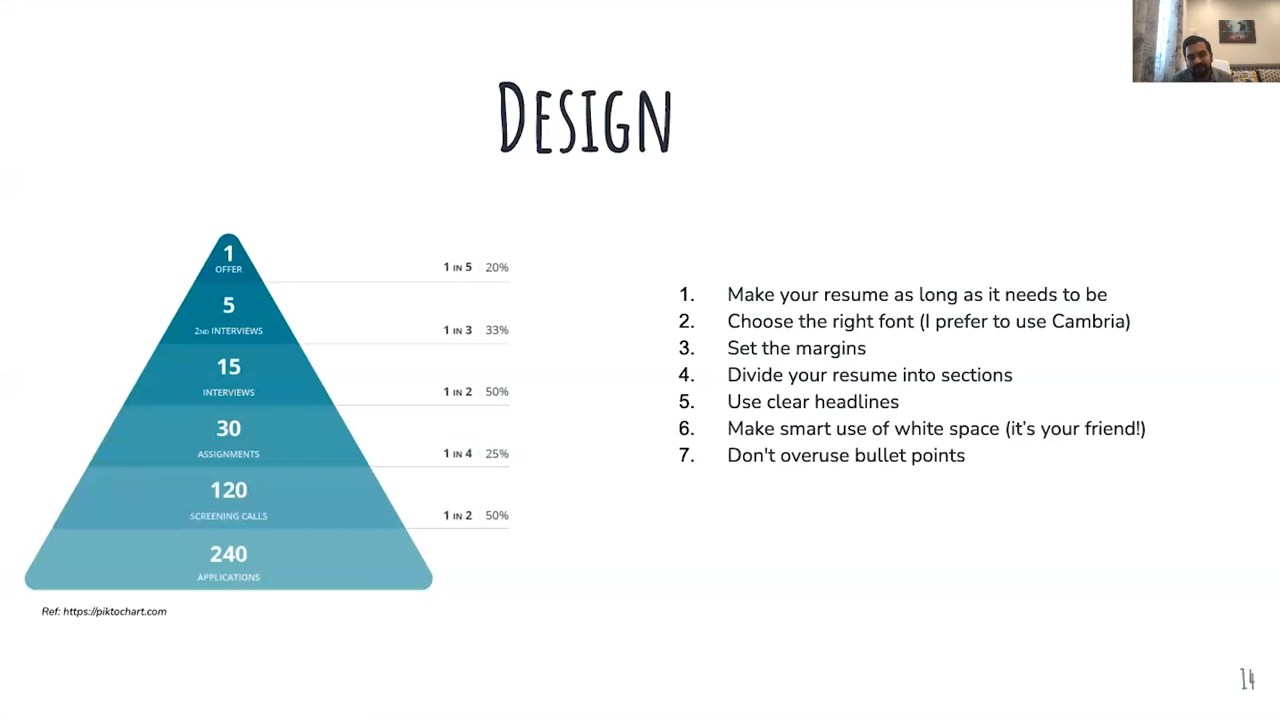 Design
1
OFFER
1 IN 5 20%
5
2ND INTERVIEWS
1 IN 3 33%
15
INTERVIEWS
1 IN 2 50%
30
ASSIGNMENTS
1 IN 4 25%
120
SCREENING CALLS
1 IN 2 50%
240
APPLICATIONS
Ref: https://piktochart.com
1. Make your resume as long as it needs to be
2. Choose the right font (I prefer to use Cambria)
3. Set the margins
4. Divide your resume into sections
5. Use clear headlines
6. Make smart use of white space (it’s your friend!)
7. Don't overuse bullet points
14